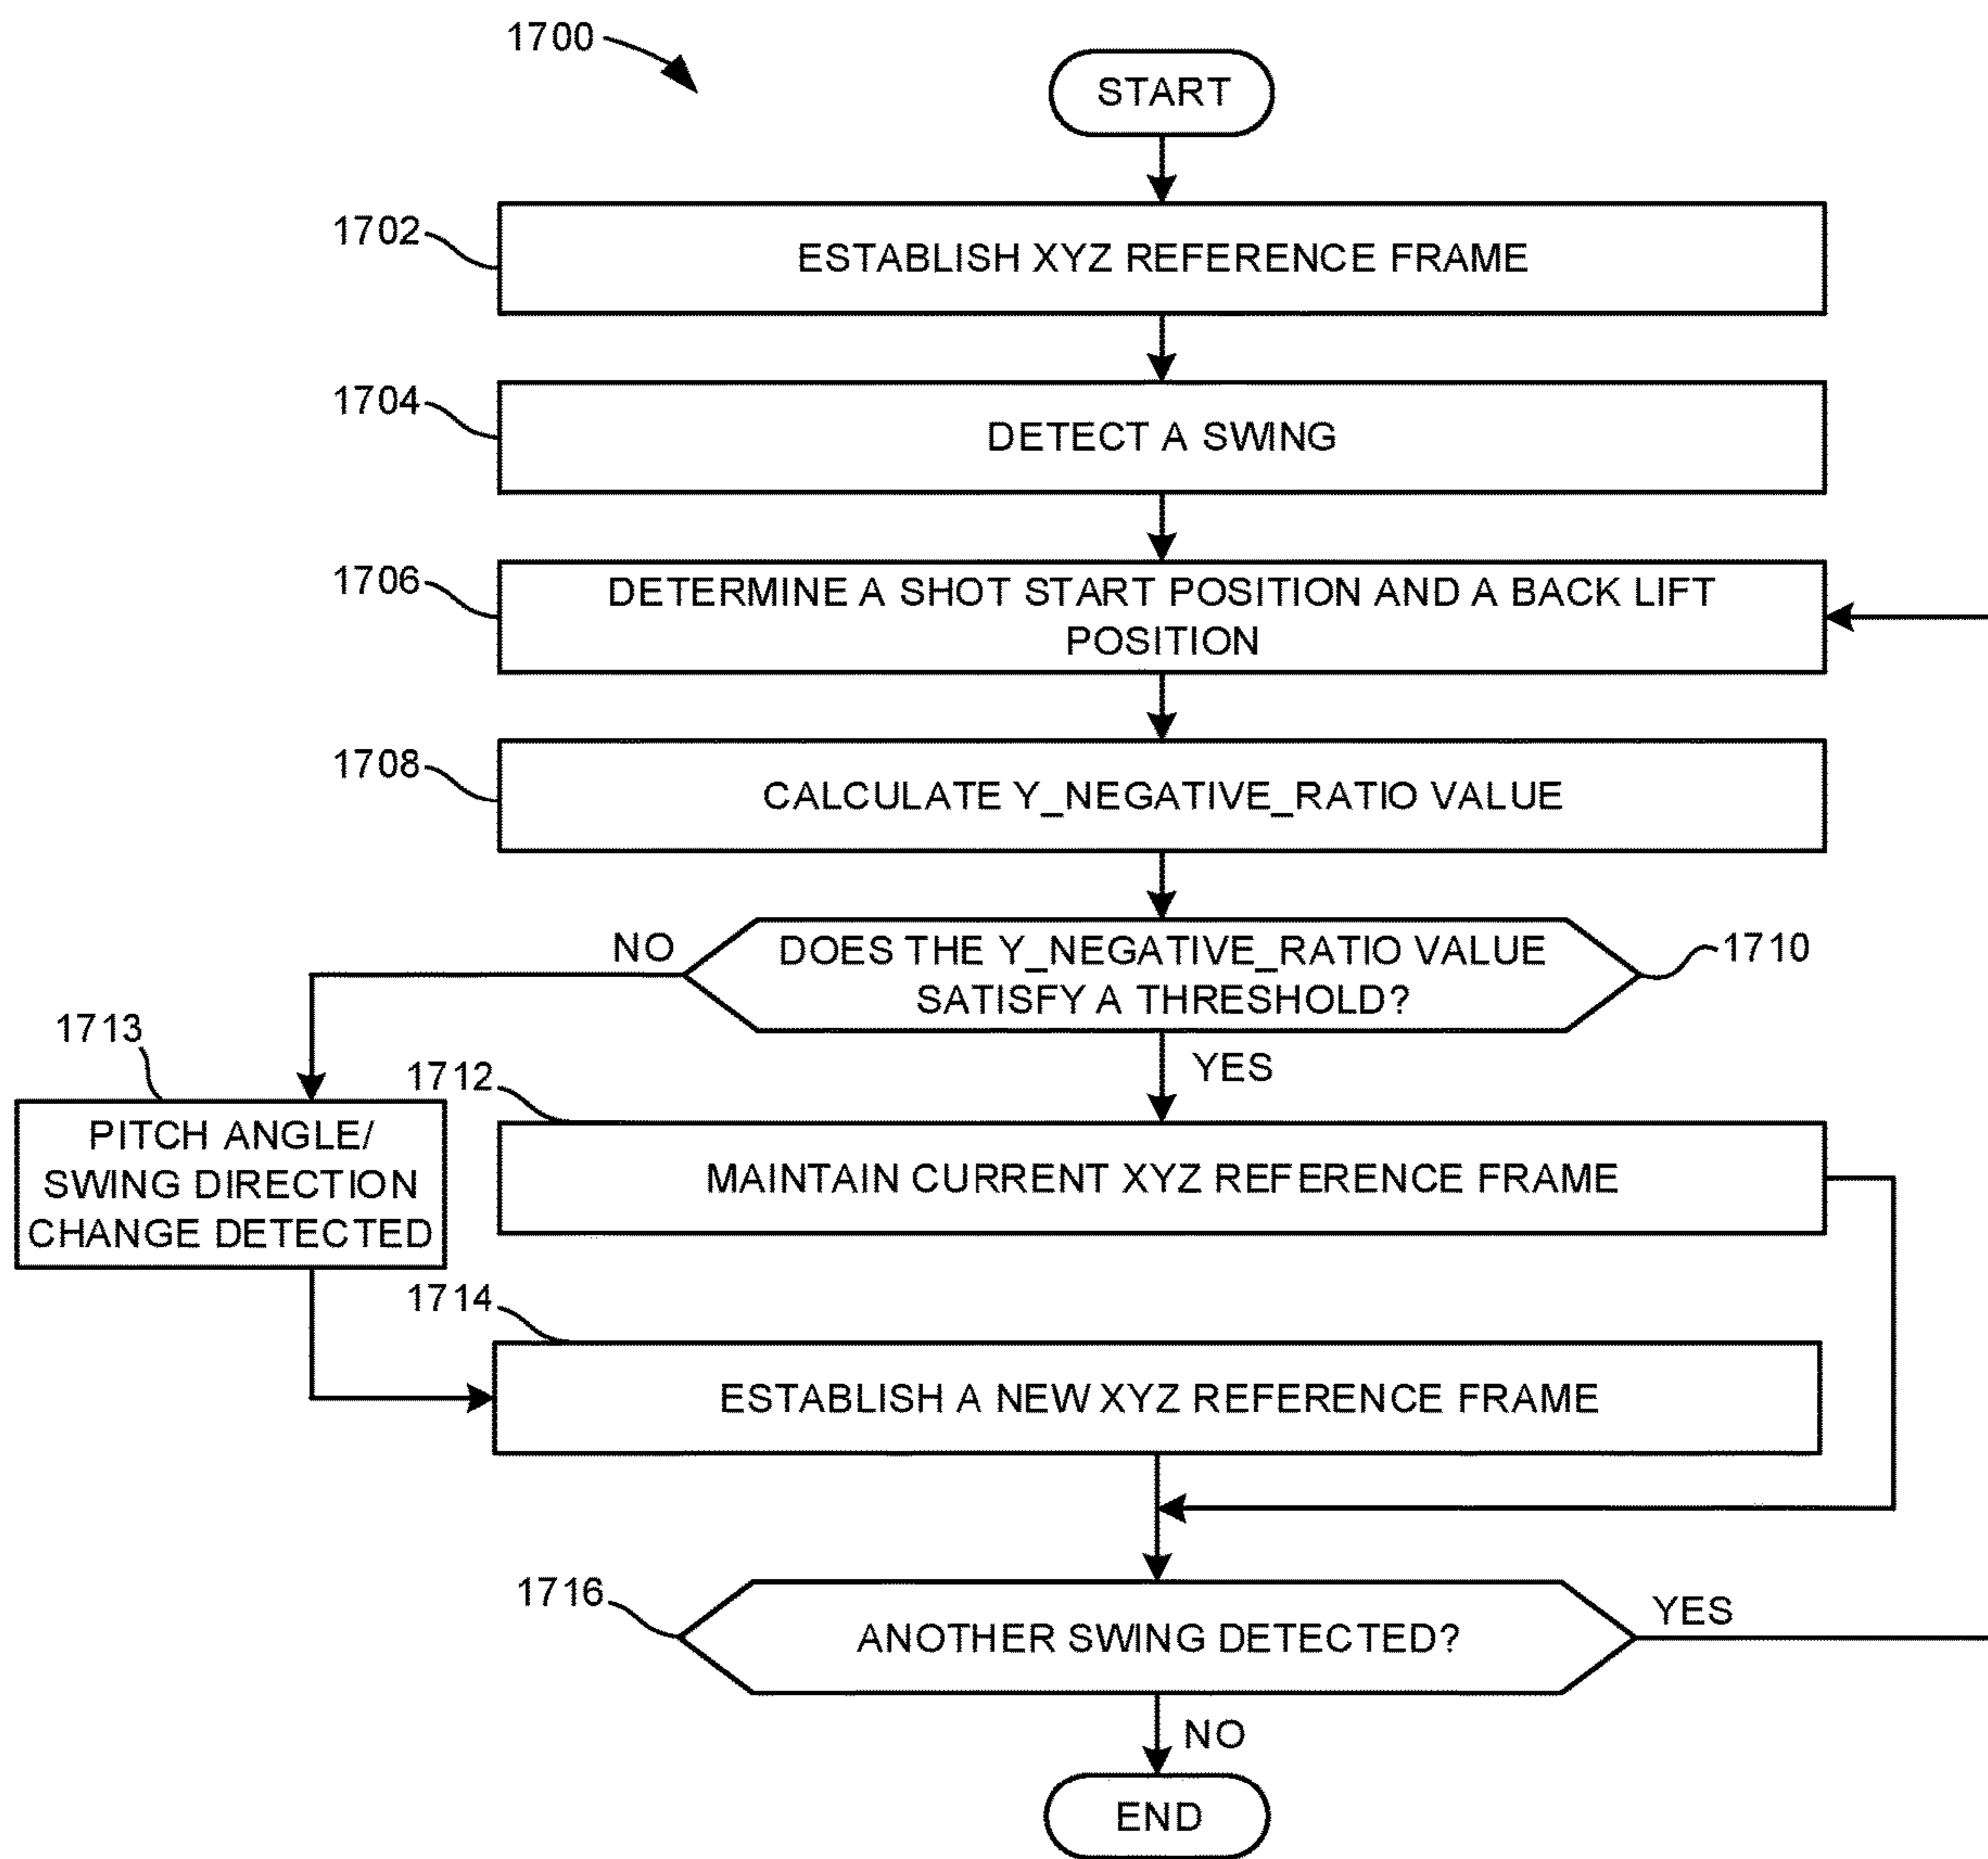 1700
START
1702
ESTABLISH XYZ REFERENCE FRAME
1704
DETECT A SWING
1706
DETERMINE A SHOT START POSITION AND A BACK LIFT
POSITION
1708
CALCULATE Y_NEGATIVE_RATIO VALUE
NO
DOES THE Y_NEGATIVE_RATIO VALUE
SATISFY A THRESHOLD?
1710
YES
1713
PITCH ANGLE/
SWING DIRECTION
CHANGE DETECTED
1712
MAINTAIN CURRENT XYZ REFERENCE FRAME
1714
ESTABLISH A NEW XYZ REFERENCE FRAME
1716
ANOTHER SWING DETECTED?
YES
NO
END